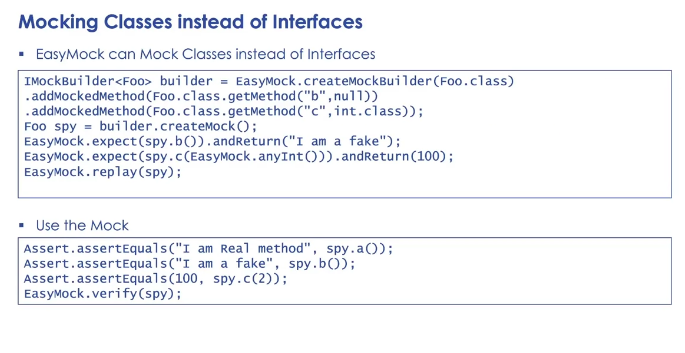 Mocking Classes instead of Interfaces
▪ EasyMock can Mock Classes instead of Interfaces
IMockBuilder<Foo> builder = EasyMock.createMockBuilder(Foo.class)
.addMockedMethod(Foo.class.getMethod("b",null))
.addMockedMethod(Foo.class.getMethod("c",int.class));
Foo spy = builder.createMock();
EasyMock.expect(spy.b()).andReturn("I am a fake");
EasyMock.expect(spy.c(EasyMock.anyInt())).andReturn(100);
EasyMock.replay(spy);
▪ Use the Mock
Assert.assertEquals("I am Real method", spy.a());
Assert.assertEquals("I am a fake", spy.b());
Assert.assertEquals(100, spy.c(2));
EasyMock.verify(spy);